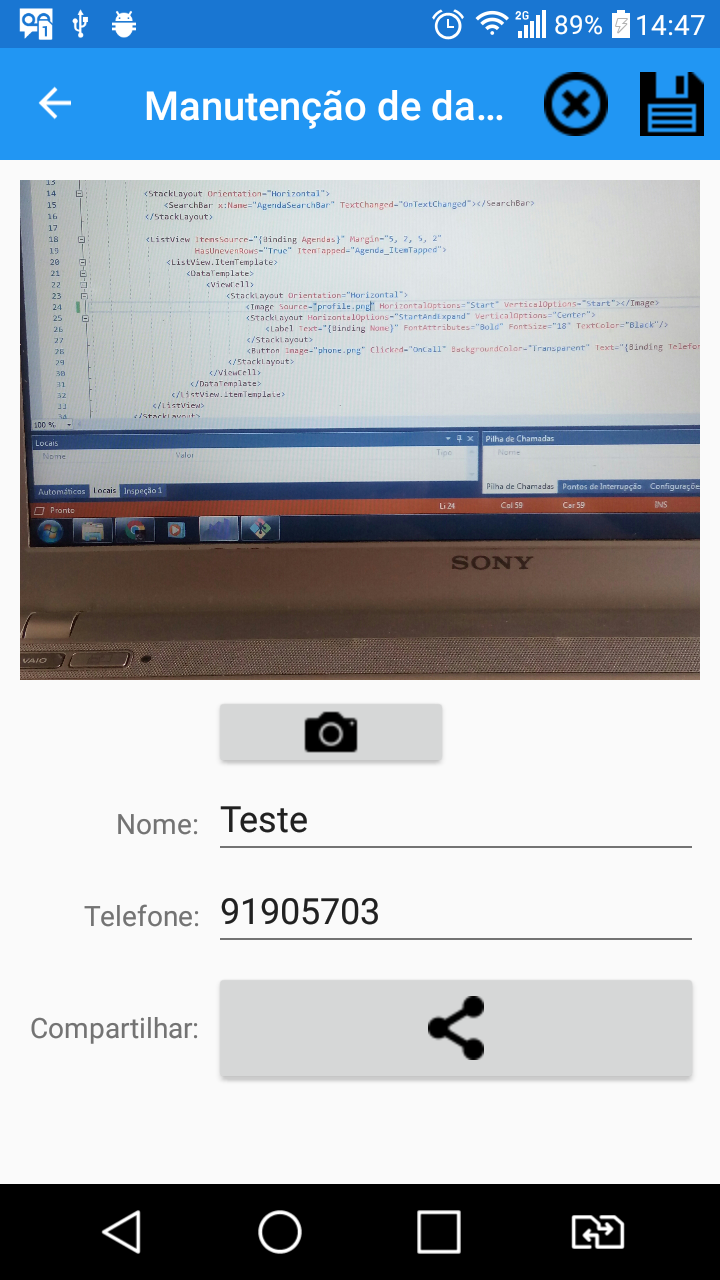 1
2G
89%
14:47
Manutenção de da...
13
14 <StackLayout Orientation="Horizontal">
15 <SearchBar x:Name="AgendaSearchBar" TextChanged="OnTextChanged"></SearchBar>
16 </StackLayout>
17
18 <ListView ItemsSource="{Binding Agendas}" Margin="5, 2, 5, 2"
19 HasUnevenRows="True" ItemTapped="Agenda_ItemTapped">
20 <ListView.ItemTemplate>
21 <DataTemplate>
22 <ViewCell>
23 <StackLayout Orientation="Horizontal">
24 <Image Source="profile.png" HorizontalOptions="Start" VerticalOptions="Start"></Image>
25 <StackLayout HorizontalOptions="StartAndExpand" VerticalOptions="Center">
26 <Label Text="{Binding Nome}" FontAttributes="Bold" FontSize="18" TextColor="Black"/>
27 </StackLayout>
28 <Button Image="phone.png" Clicked="OnCall" BackgroundColor="Transparent" Text="{Binding Telefor
29 </StackLayout>
30 </ViewCell>
31 </DataTemplate>
32 </ListView.ItemTemplate>
33 </ListView>
34 </StackLayout>
100 %
Locais
Pilha de Chamadas
Nome Valor Tipo
Nome
Automáticos Locais Inspeção 1
Pilha de Chamadas Pontos de Interrupção Configuraçõe
Pronto Li 24 Col 59 Car 59 INS
SONY
VAIO
Nome: Teste
Telefone: 91905703
Compartilhar: